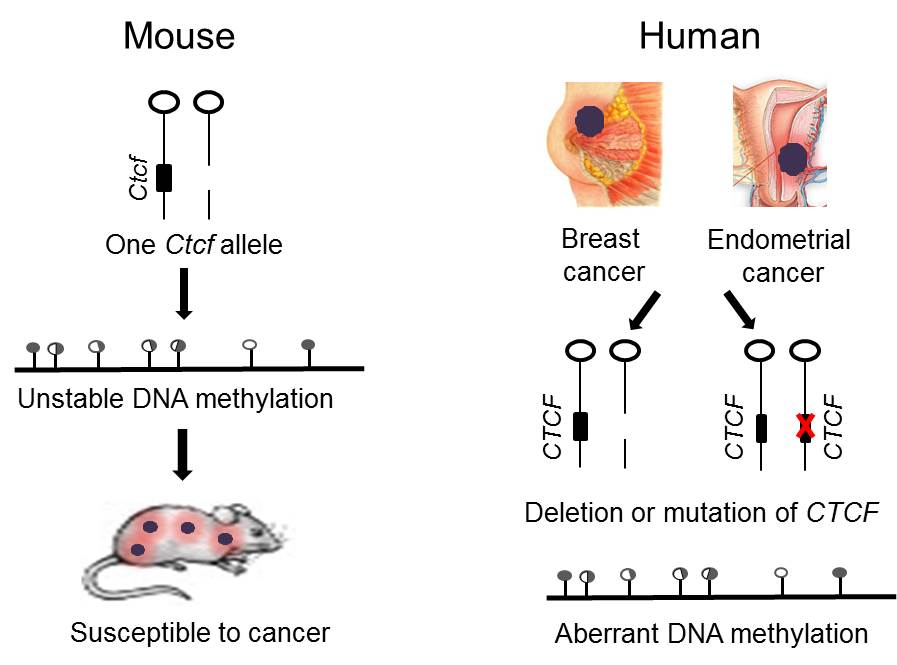 Mouse
Ctcf
One Ctcf allele
Unstable DNA methylation
Susceptible to cancer
Human
Breast
cancer
Endometrial
cancer
CTCF
CTCF
CTCF
Deletion or mutation of CTCF
Aberrant DNA methylation